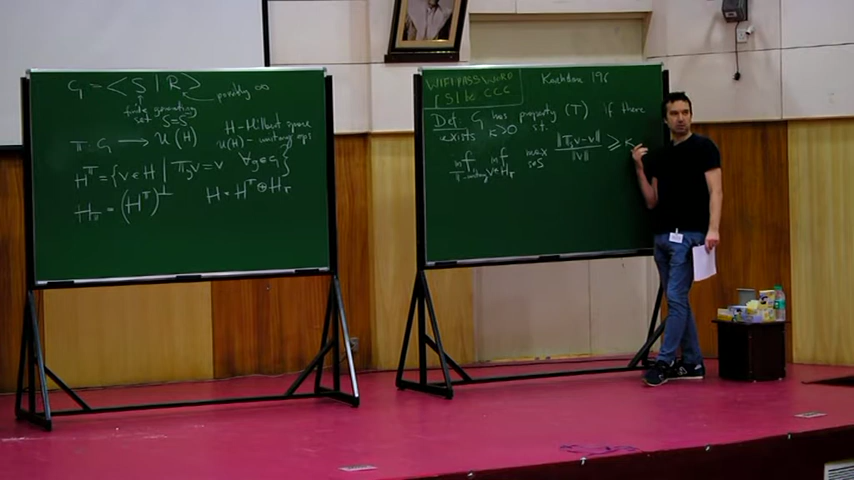 G = < S | R >
possibly ∞
finite generating
set S=S⁻¹
π : G → U(H)
H - Hilbert space
U(H) - unitary ops
H^π = { v ∈ H | π_g v = v ∀g ∈ G }
H_π = (H^π)^⊥
H = H^π ⊕ H_π
WIFI PASSWORD
Kazhdan 196
Def: G has property (T) if there
exists κ>0 s.t.
inf π-unitary inf v∈H_π max s∈S ||π_s v - v|| / ||v|| ≥ κ